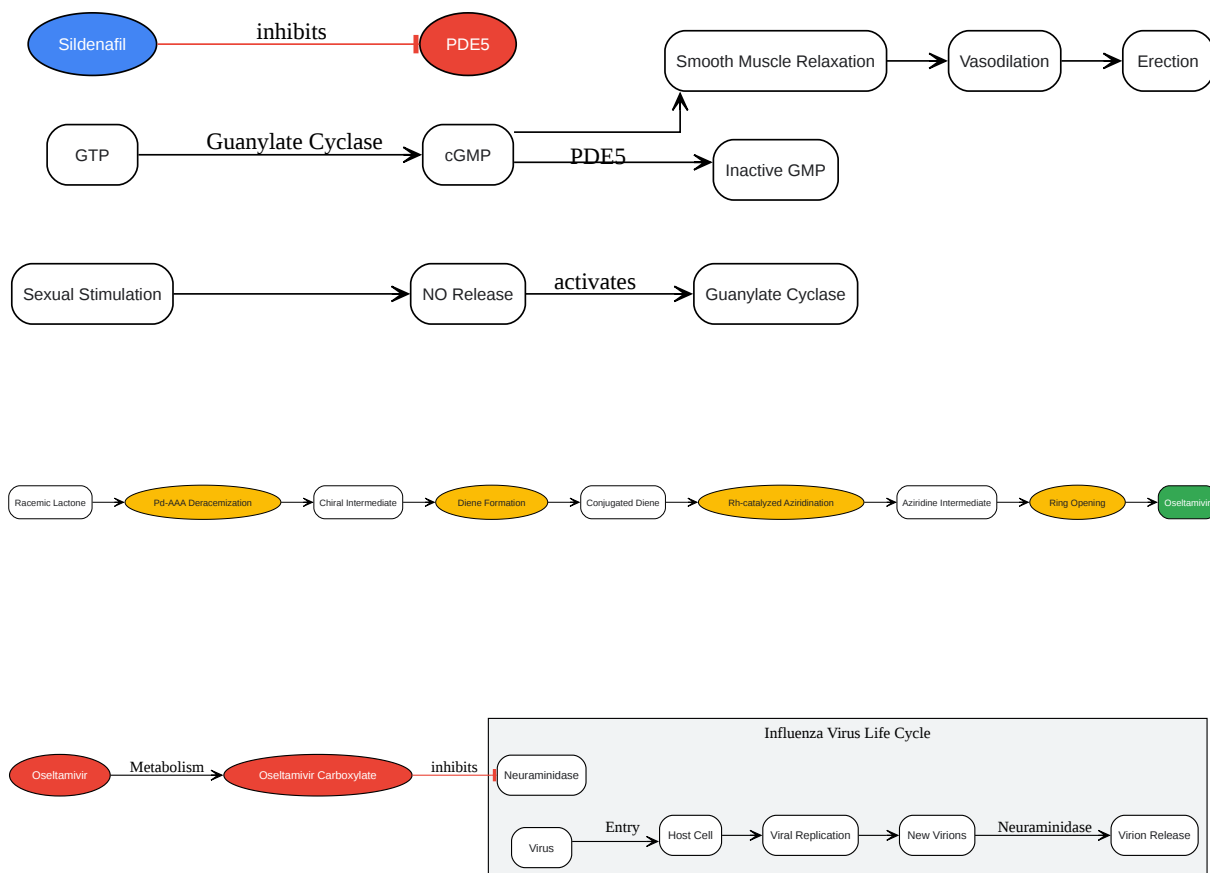 inhibits
Sildenafil
PDE5
Smooth Muscle Relaxation
Vasodilation
Erection
Guanylate Cyclase
GTP
cGMP
PDE5
Inactive GMP
Sexual Stimulation
NO Release
activates
Guanylate Cyclase
Racemic Lactone
Pd-AAA Deracemization
Chiral Intermediate
Diene Formation
Conjugated Diene
Rh-catalyzed Aziridination
Aziridine Intermediate
Ring Opening
Oseltamivir
Influenza Virus Life Cycle
Oseltamivir
Metabolism
Oseltamivir Carboxylate
inhibits
Neuraminidase
Virus
Entry
Host Cell
Viral Replication
New Virions
Neuraminidase
Virion Release